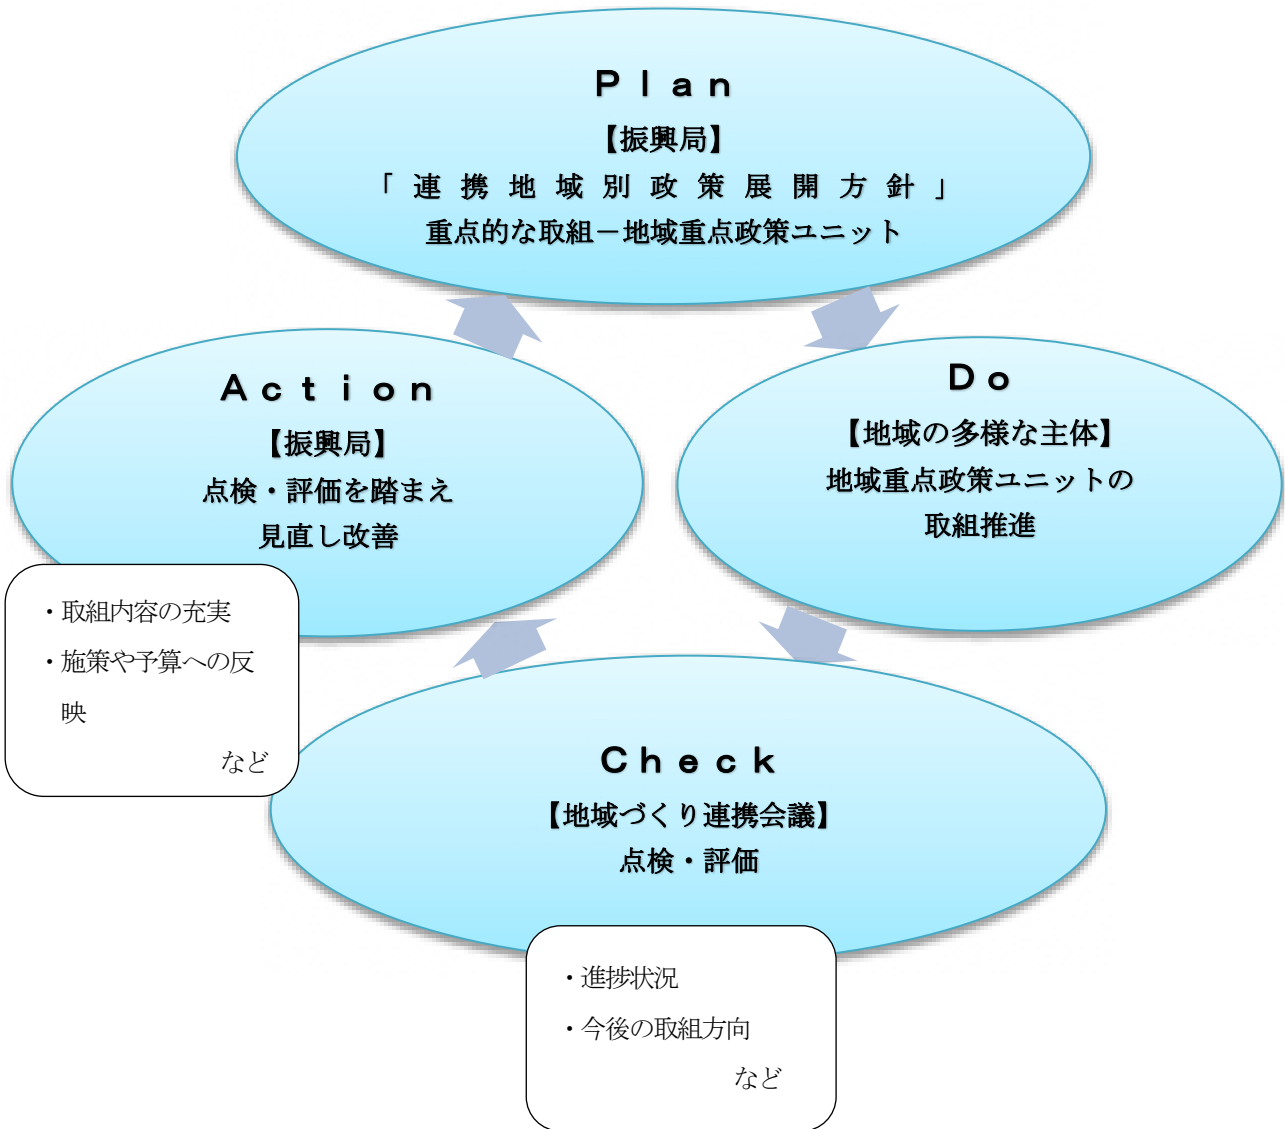 Ｐｌａｎ
【振興局】
「連携地域別政策展開方針」
重点的な取組－地域重点政策ユニット
Ａｃｔｉｏｎ
【振興局】
点検・評価を踏まえ
見直し改善
・取組内容の充実
・施策や予算への反
映
など
Ｄｏ
【地域の多様な主体】
地域重点政策ユニットの
取組推進
Ｃｈｅｃｋ
【地域づくり連携会議】
点検・評価
・進捗状況
・今後の取組方向
など